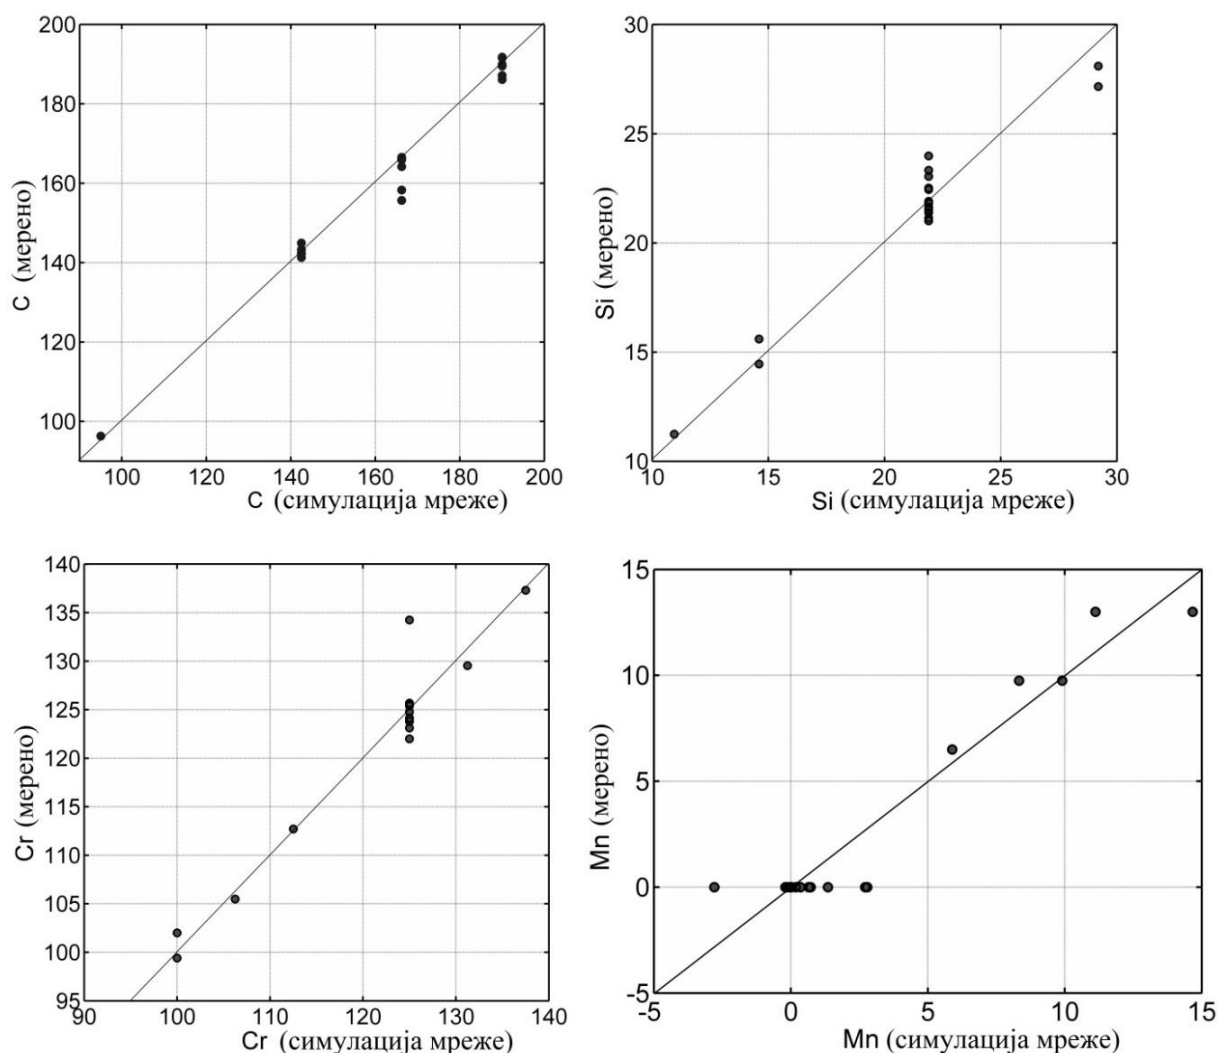 200
180
160
140
120
100
C (мерено)
100 120 140 160 180 200
C (симулација мреже)
30
25
20
15
10
Si (мерено)
10 15 20 25 30
Si (симулација мреже)
140
135
130
125
120
115
110
105
100
95
Cr (мерено)
90 100 110 120 130 140
Cr (симулација мреже)
15
10
5
0
-5
Mn (мерено)
-5 0 5 10 15
Mn (симулација мреже)